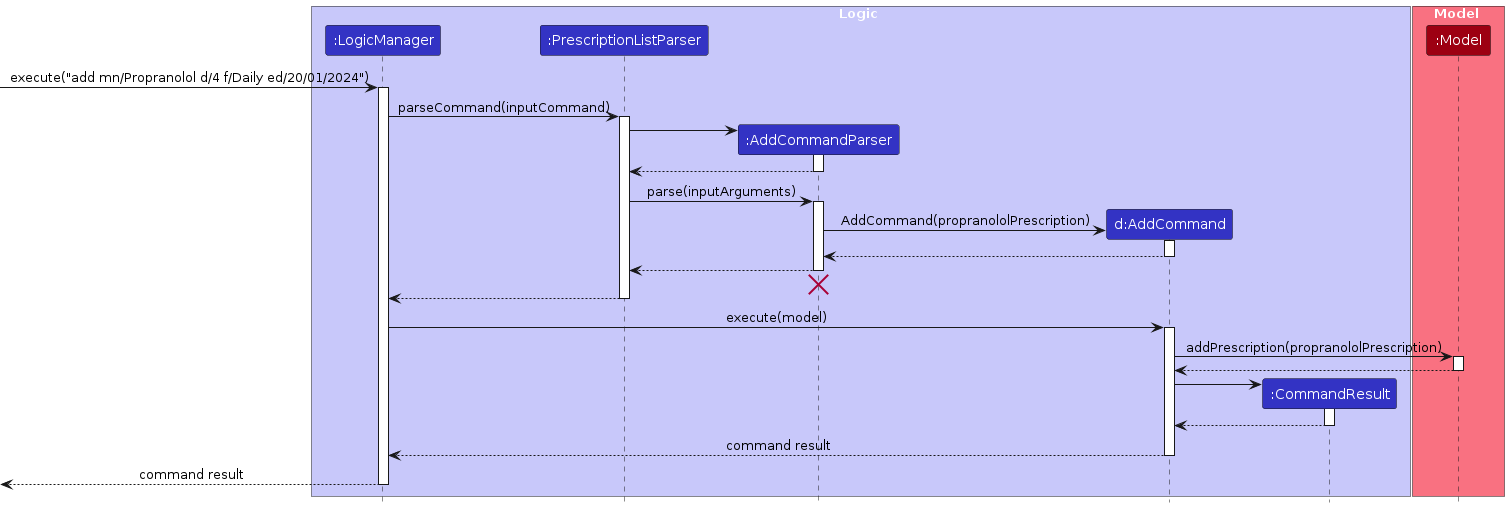 Logic
Model
:LogicManager
:PrescriptionListParser
:Model
execute("add mn/Propranolol d/4 f/Daily ed/20/01/2024")
parseCommand(inputCommand)
:AddCommandParser
parse(inputArguments)
AddCommand(propranololPrescription)
d:AddCommand
execute(model)
addPrescription(propranololPrescription)
:CommandResult
command result
command result